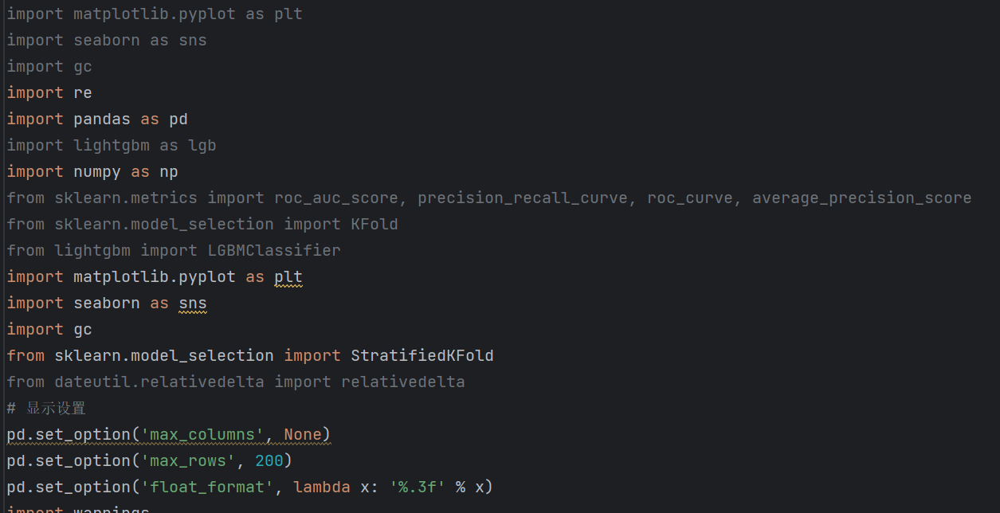 import matplotlib.pyplot as plt
import seaborn as sns
import gc
import re
import pandas as pd
import lightgbm as lgb
import numpy as np
from sklearn.metrics import roc_auc_score, precision_recall_curve, roc_curve, average_precision_score
from sklearn.model_selection import KFold
from lightgbm import LGBMClassifier
import matplotlib.pyplot as plt
import seaborn as sns
import gc
from sklearn.model_selection import StratifiedKFold
from dateutil.relativedelta import relativedelta
# 显示设置
pd.set_option('max_columns', None)
pd.set_option('max_rows', 200)
pd.set_option('float_format', lambda x: '%.3f' % x)
import warnings